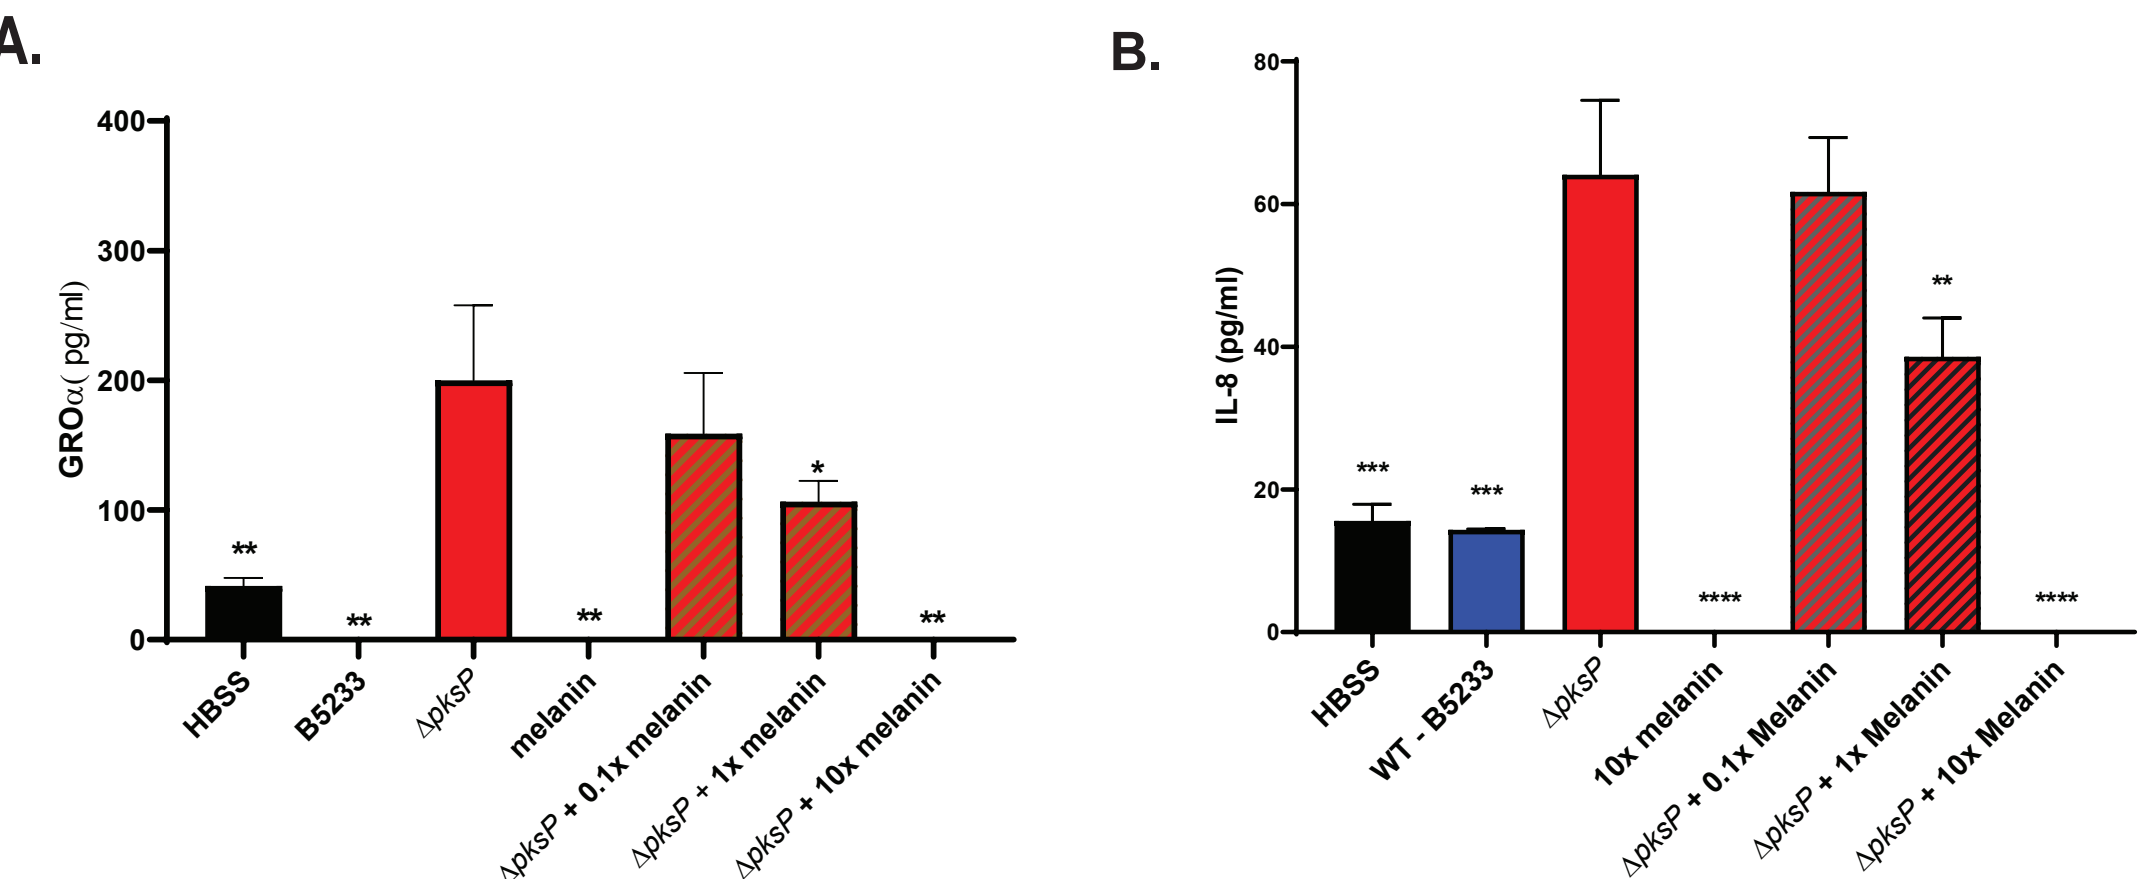 A.
400
300
200
100
0
GROα( pg/ml)
**
**
**
*
**
HBSS
B5233
ΔpksP
melanin
ΔpksP + 0.1x melanin
ΔpksP + 1x melanin
ΔpksP + 10x melanin
B.
80
60
40
20
0
IL-8 (pg/ml)
***
***
****
**
****
HBSS
WT - B5233
ΔpksP
10x melanin
ΔpksP + 0.1x Melanin
ΔpksP + 1x Melanin
ΔpksP + 10x Melanin